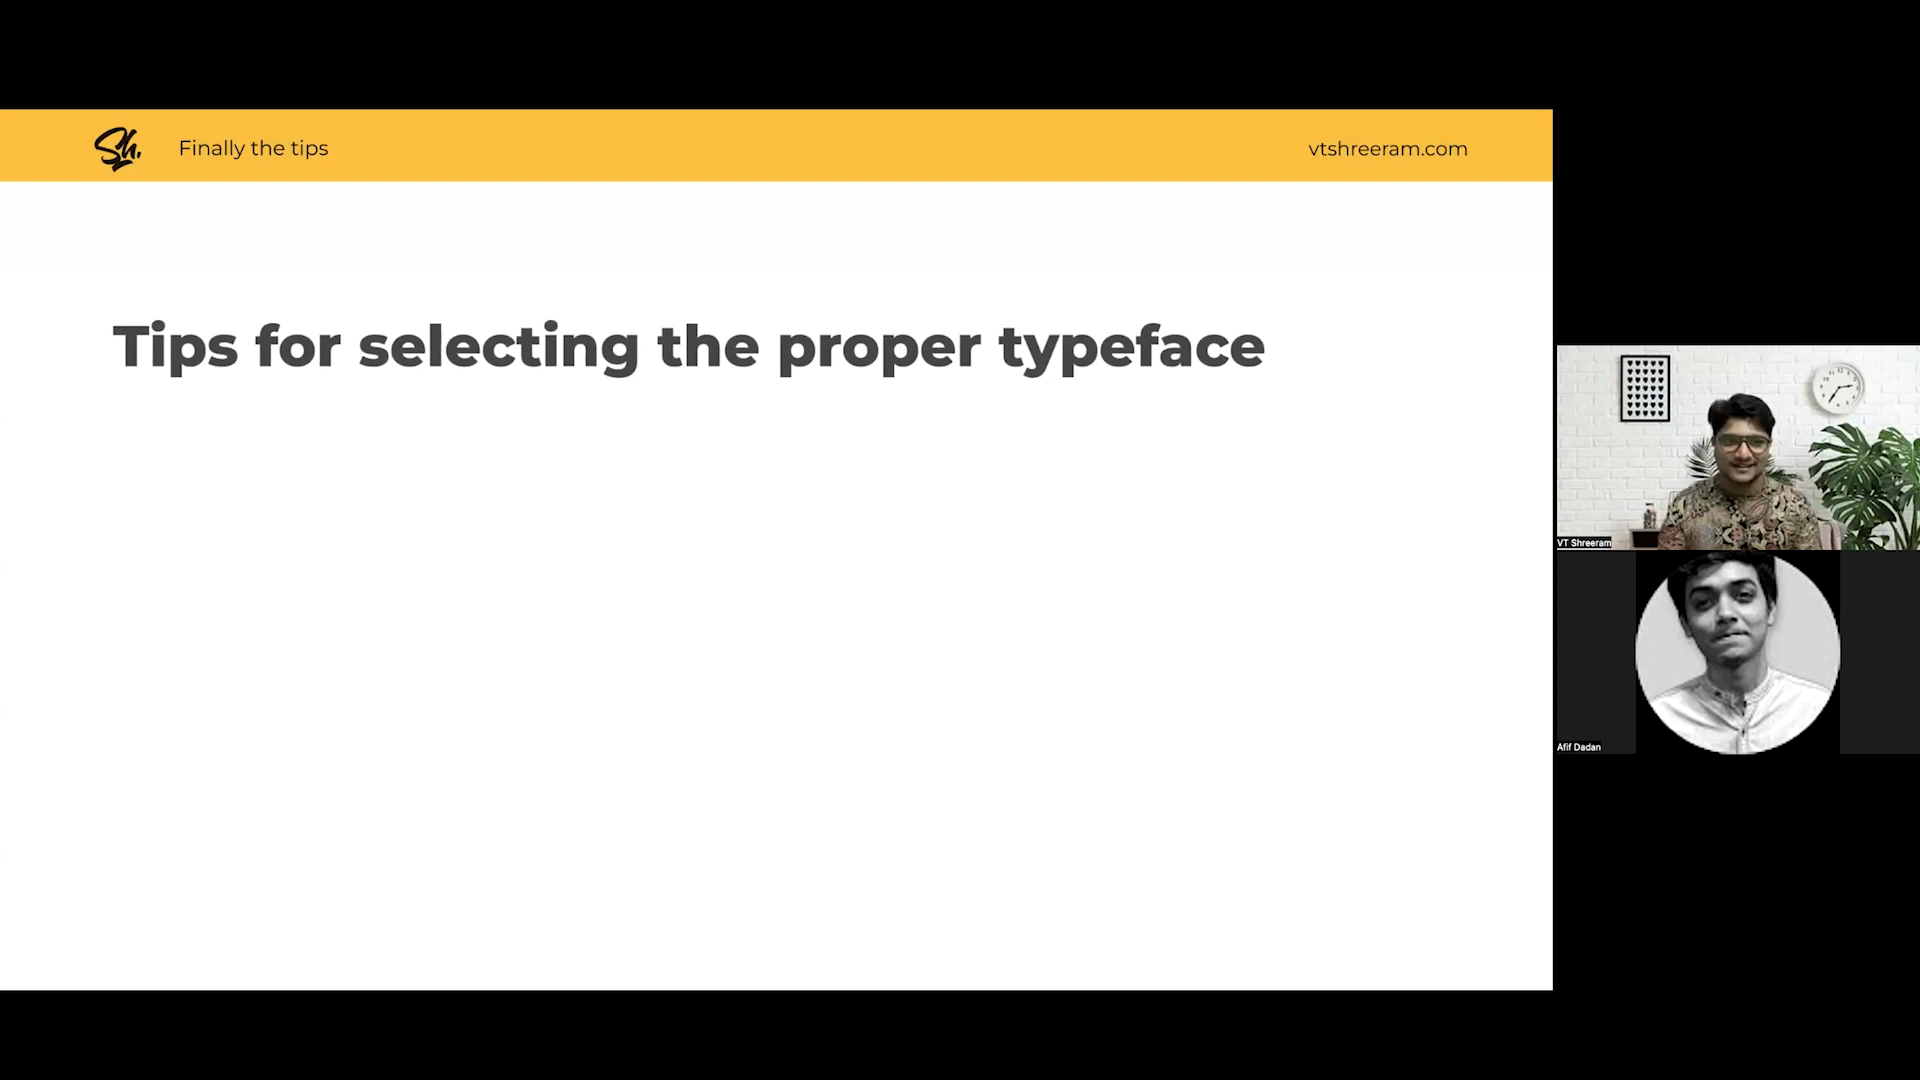 Sh.
Finally the tips
vtshreeram.com
Tips for selecting the proper typeface
VT Shreeram
Afif Dadan